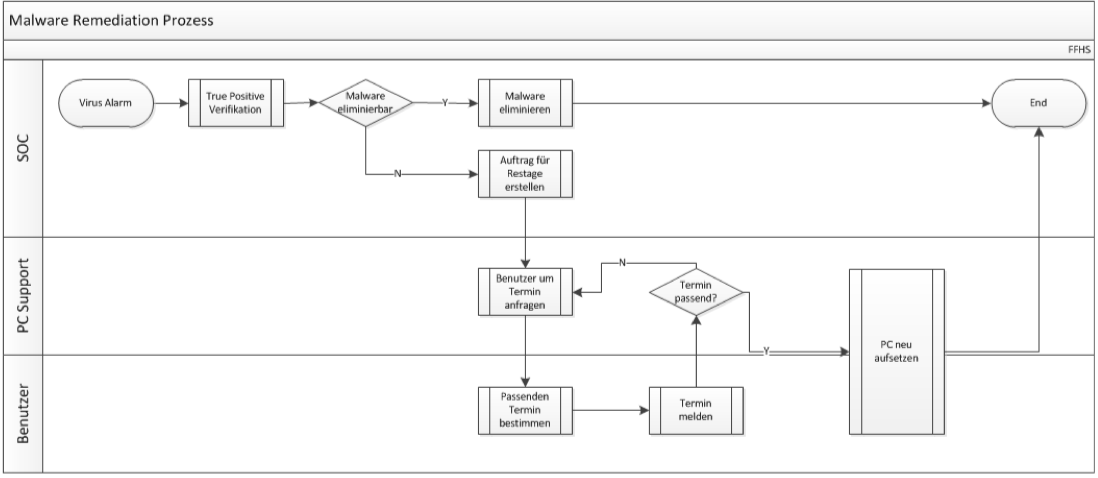 Malware Remediation Prozess
FFHS
SOC
Virus Alarm
True Positive
Verifikation
Malware
eliminierbar
Y
Malware
eliminieren
End
N
Auftrag für
Restage
erstellen
PC Support
Benutzer um
Termin
anfragen
N
Termin
passend?
Y
PC neu
aufsetzen
Benutzer
Passenden
Termin
bestimmen
Termin
melden